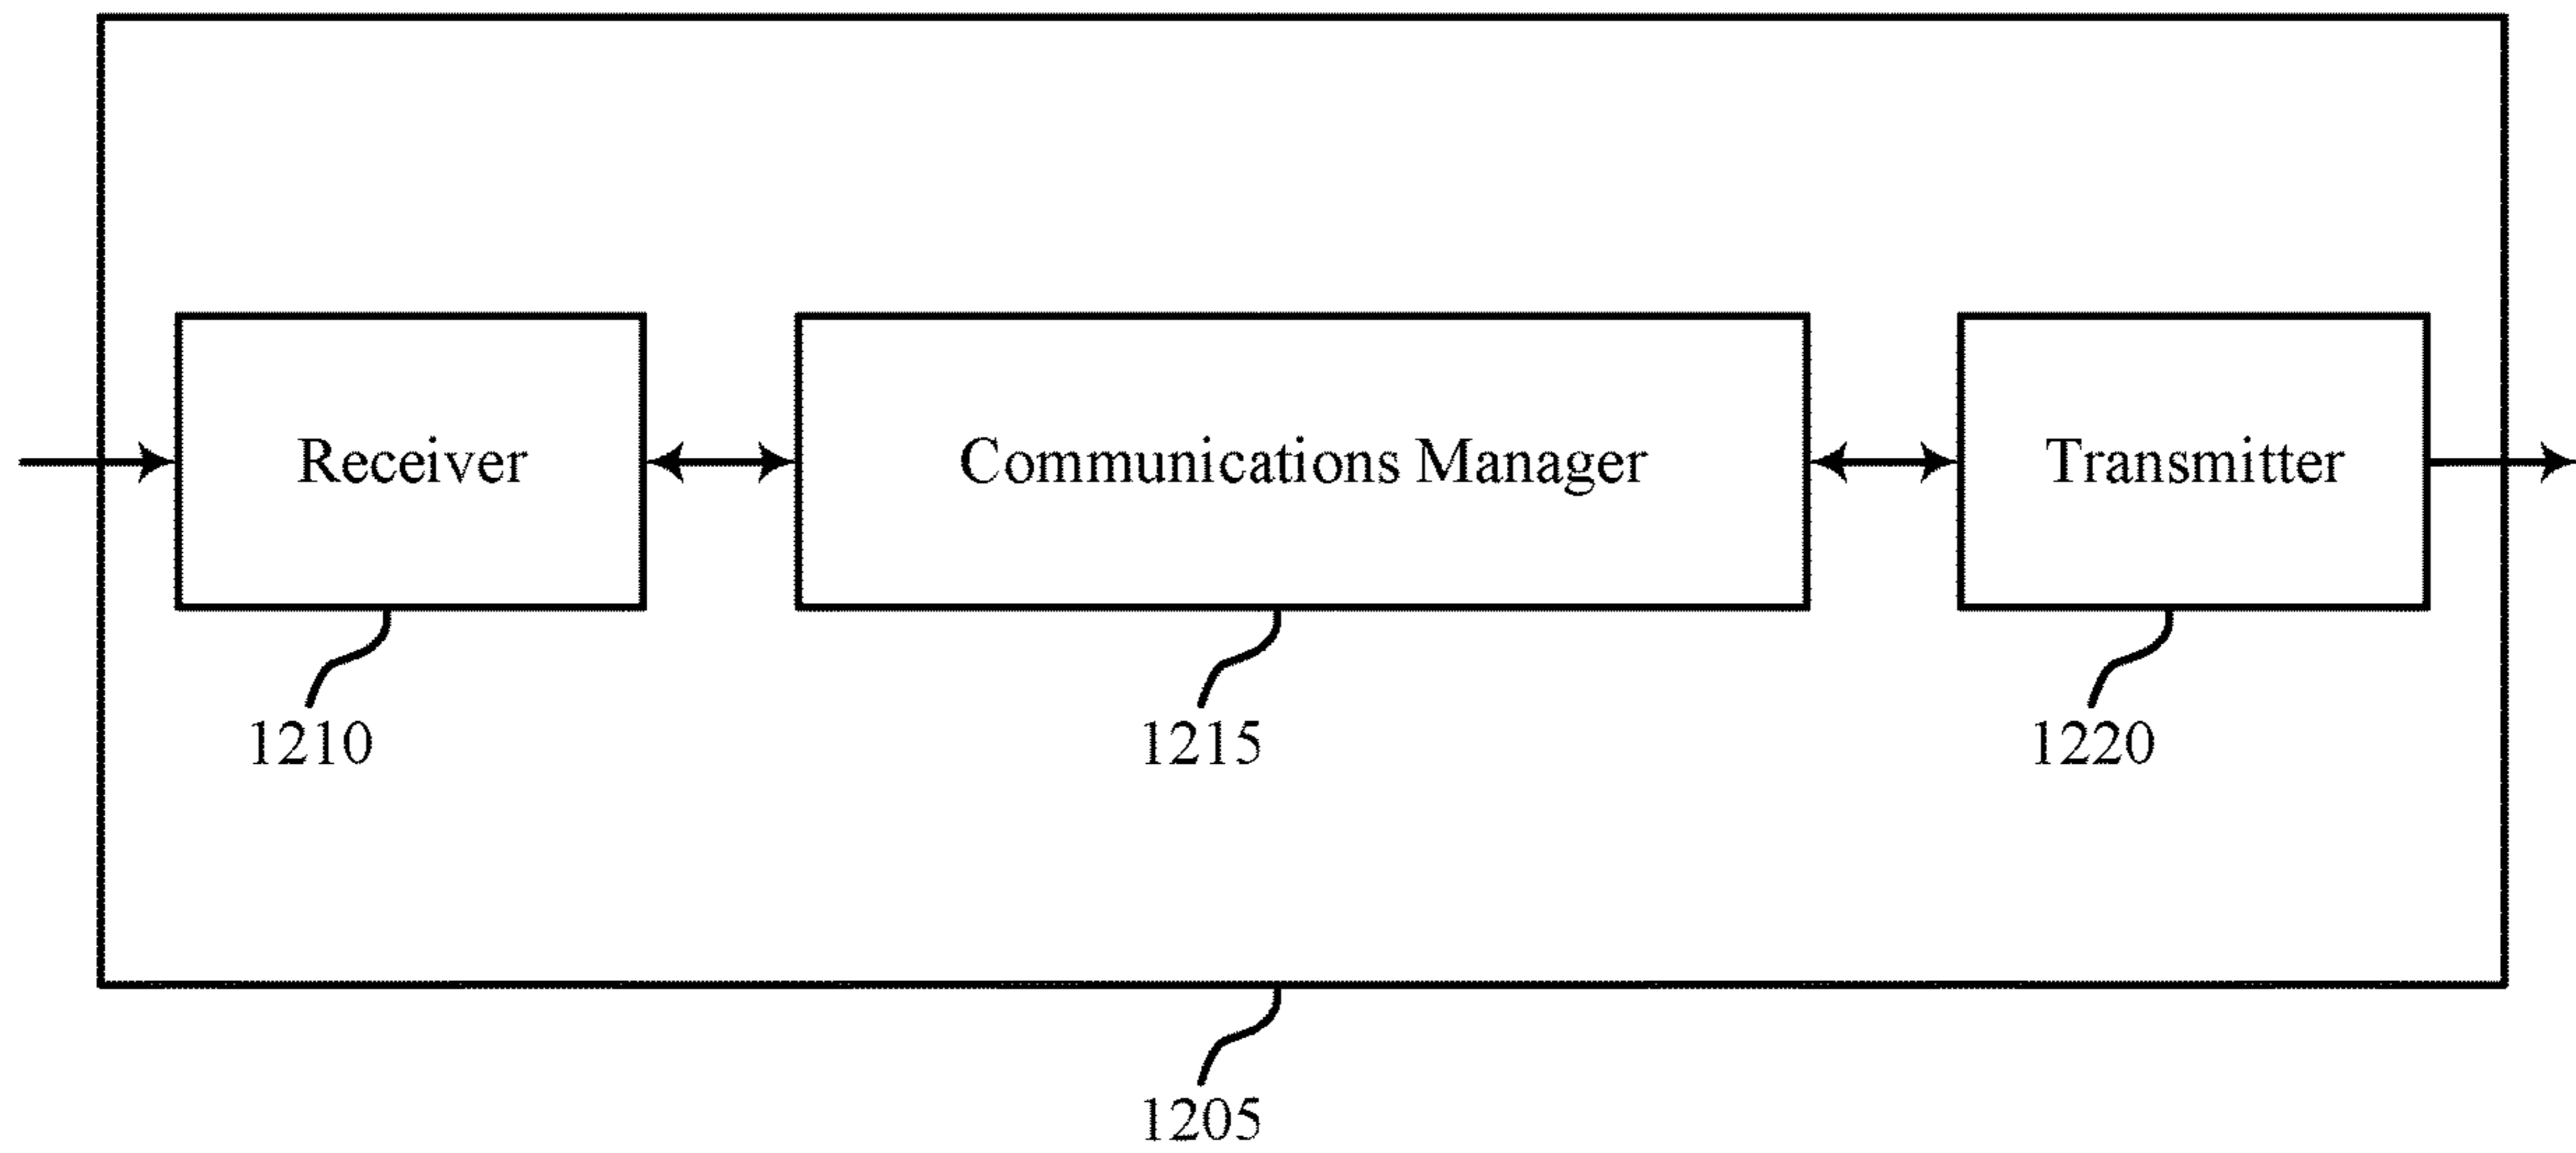 Receiver
Communications Manager
Transmitter
1210
1215
1220
1205